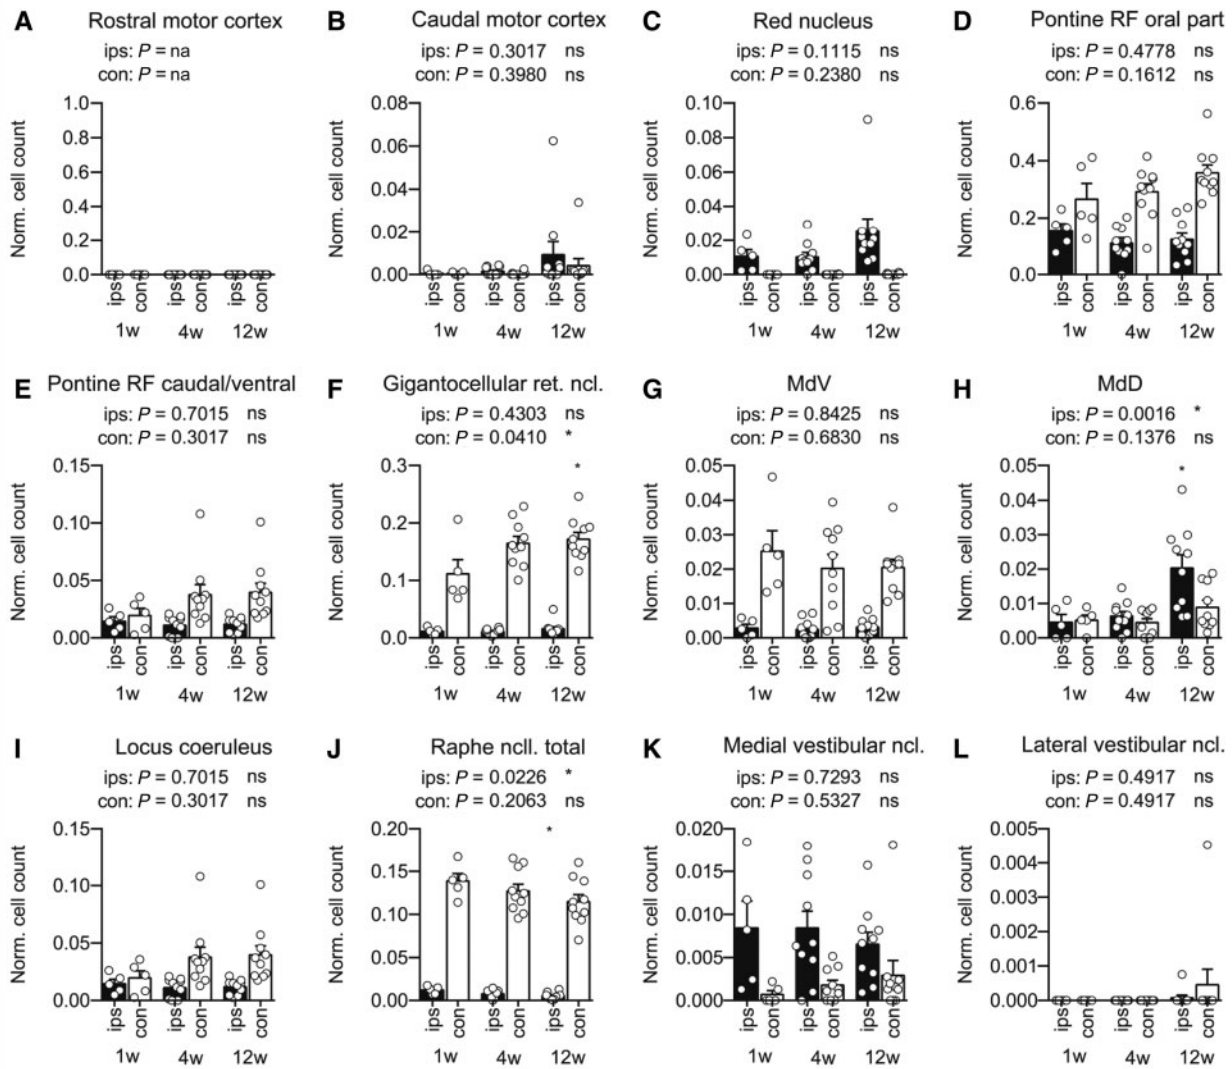 A Rostral motor cortex
ips: P = na
con: P = na
Norm. cell count
1.0
0.8
0.6
0.4
0.2
0.0
ips con ips con ips con
1w 4w 12w
B Caudal motor cortex
ips: P = 0.3017 ns
con: P = 0.3980 ns
Norm. cell count
0.08
0.06
0.04
0.02
0.00
ips con ips con ips con
1w 4w 12w
C Red nucleus
ips: P = 0.1115 ns
con: P = 0.2380 ns
Norm. cell count
0.10
0.08
0.06
0.04
0.02
0.00
ips con ips con ips con
1w 4w 12w
D Pontine RF oral part
ips: P = 0.4778 ns
con: P = 0.1612 ns
Norm. cell count
0.6
0.4
0.2
0.0
ips con ips con ips con
1w 4w 12w
E Pontine RF caudal/ventral
ips: P = 0.7015 ns
con: P = 0.3017 ns
Norm. cell count
0.15
0.10
0.05
0.00
ips con ips con ips con
1w 4w 12w
F Gigantocellular ret. ncl.
ips: P = 0.4303 ns
con: P = 0.0410 *
*
Norm. cell count
0.3
0.2
0.1
0.0
ips con ips con ips con
1w 4w 12w
G MdV
ips: P = 0.8425 ns
con: P = 0.6830 ns
Norm. cell count
0.05
0.04
0.03
0.02
0.01
0.00
ips con ips con ips con
1w 4w 12w
H MdD
ips: P = 0.0016 *
con: P = 0.1376 ns
*
Norm. cell count
0.05
0.04
0.03
0.02
0.01
0.00
ips con ips con ips con
1w 4w 12w
I Locus coeruleus
ips: P = 0.7015 ns
con: P = 0.3017 ns
Norm. cell count
0.15
0.10
0.05
0.00
ips con ips con ips con
1w 4w 12w
J Raphe ncll. total
ips: P = 0.0226 *
con: P = 0.2063 ns
*
Norm. cell count
0.20
0.15
0.10
0.05
0.00
ips con ips con ips con
1w 4w 12w
K Medial vestibular ncl.
ips: P = 0.7293 ns
con: P = 0.5327 ns
Norm. cell count
0.020
0.015
0.010
0.005
0.000
ips con ips con ips con
1w 4w 12w
L Lateral vestibular ncl.
ips: P = 0.4917 ns
con: P = 0.4917 ns
Norm. cell count
0.005
0.004
0.003
0.002
0.001
0.000
ips con ips con ips con
1w 4w 12w